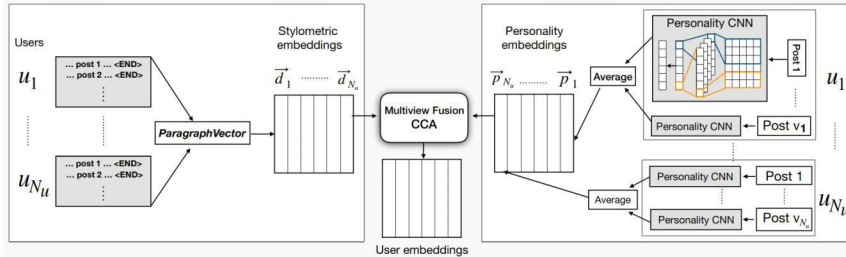 Users
u1
... post 1 ... <END>
... post 2 ... <END>
uNu
... post 1 ... <END>
... post 2 ... <END>
ParagraphVector
Stylometric
embeddings
d1 ......... dNu
Multiview Fusion
CCA
User embeddings
Personality
embeddings
pNu ......... p1
Average
Personality CNN
Post 1
Personality CNN
Post v1
u1
Average
Personality CNN
Post 1
Personality CNN
Post vNu
uNu